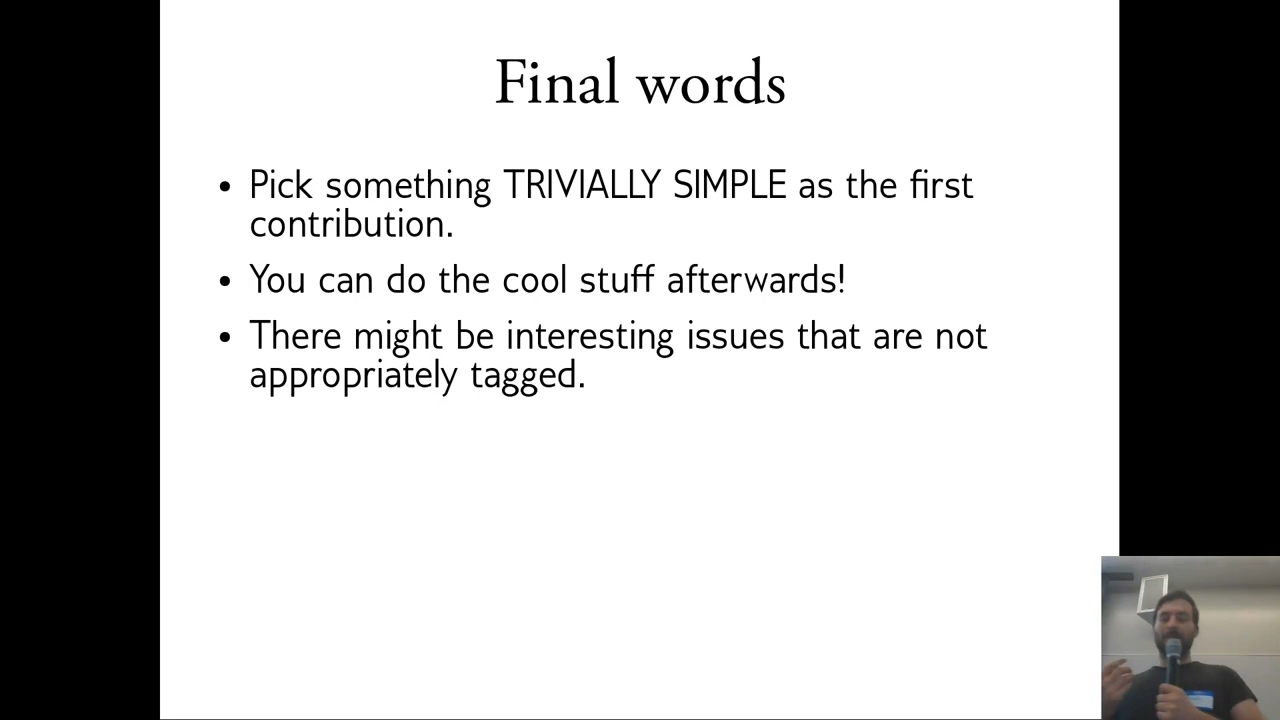 Final words
• Pick something TRIVIALLY SIMPLE as the first
contribution.
• You can do the cool stuff afterwards!
• There might be interesting issues that are not
appropriately tagged.